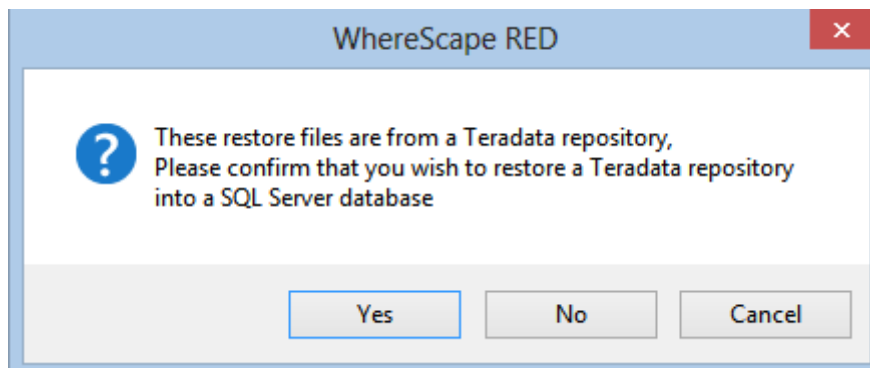 WhereScape RED
These restore files are from a Teradata repository,
Please confirm that you wish to restore a Teradata repository
into a SQL Server database
Yes No Cancel